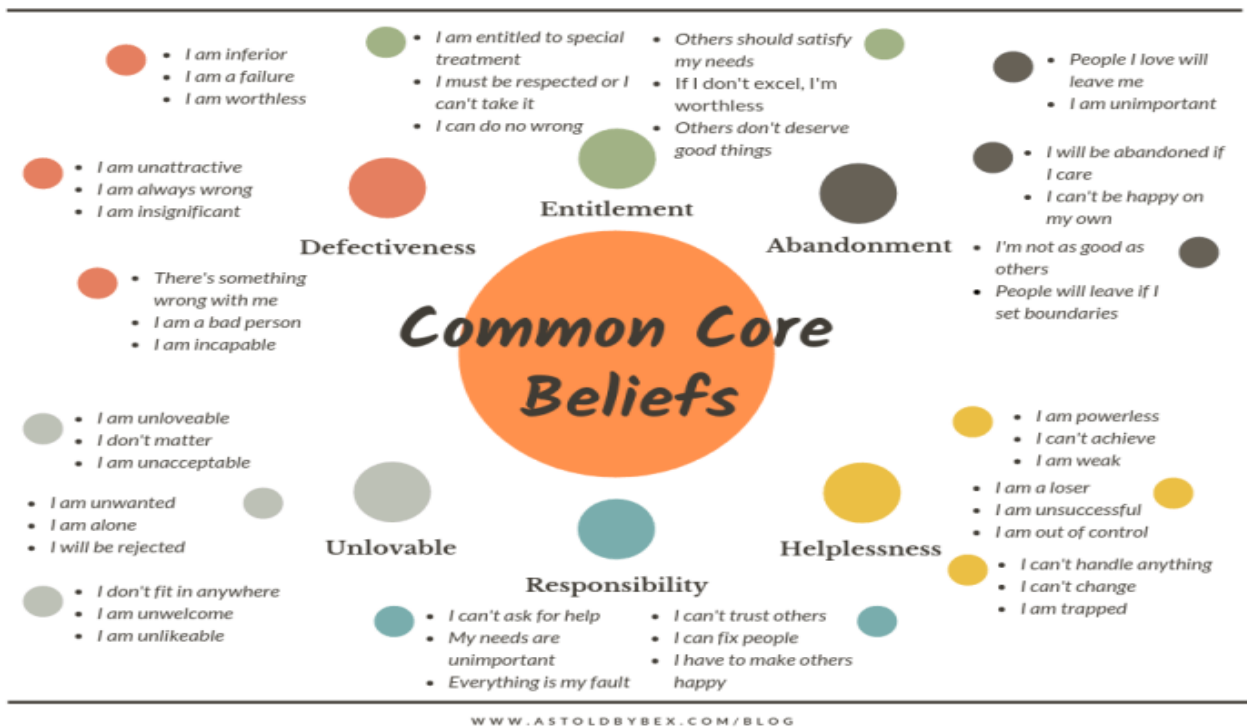 • I am inferior
• I am a failure
• I am worthless
• I am unattractive
• I am always wrong
• I am insignificant
• There's something
wrong with me
• I am a bad person
• I am incapable
Defectiveness
• I am entitled to special
treatment
• I must be respected or I
can't take it
• I can do no wrong
• Others should satisfy
my needs
• If I don't excel, I'm
worthless
• Others don't deserve
good things
Entitlement
• People I love will
leave me
• I am unimportant
• I will be abandoned if
I care
• I can't be happy on
my own
• I'm not as good as
others
• People will leave if I
set boundaries
Abandonment
Common Core
Beliefs
• I am unloveable
• I don't matter
• I am unacceptable
• I am unwanted
• I am alone
• I will be rejected
• I don't fit in anywhere
• I am unwelcome
• I am unlikeable
Unlovable
Responsibility
• I can't ask for help
• My needs are
unimportant
• Everything is my fault
• I can't trust others
• I can fix people
• I have to make others
happy
Helplessness
• I am powerless
• I can't achieve
• I am weak
• I am a loser
• I am unsuccessful
• I am out of control
• I can't handle anything
• I can't change
• I am trapped
WWW.ASTOLDBYBEX.COM/BLOG